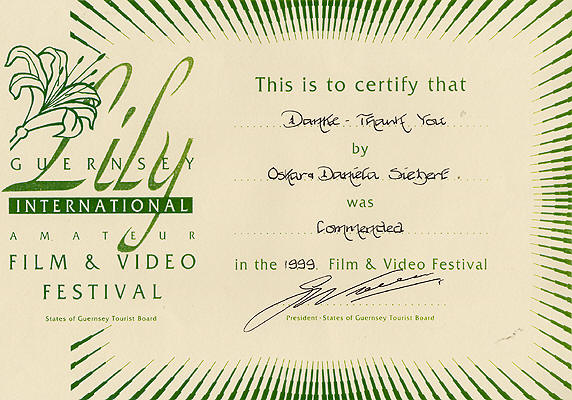 Lily
GUERNSEY
INTERNATIONAL
AMATEUR
FILM & VIDEO
FESTIVAL
States of Guernsey Tourist Board
This is to certify that
Danke - Thank You
by
Oskar & Daniela Siebert
was
Commended
in the 1999 Film & Video Festival
President - States of Guernsey Tourist Board